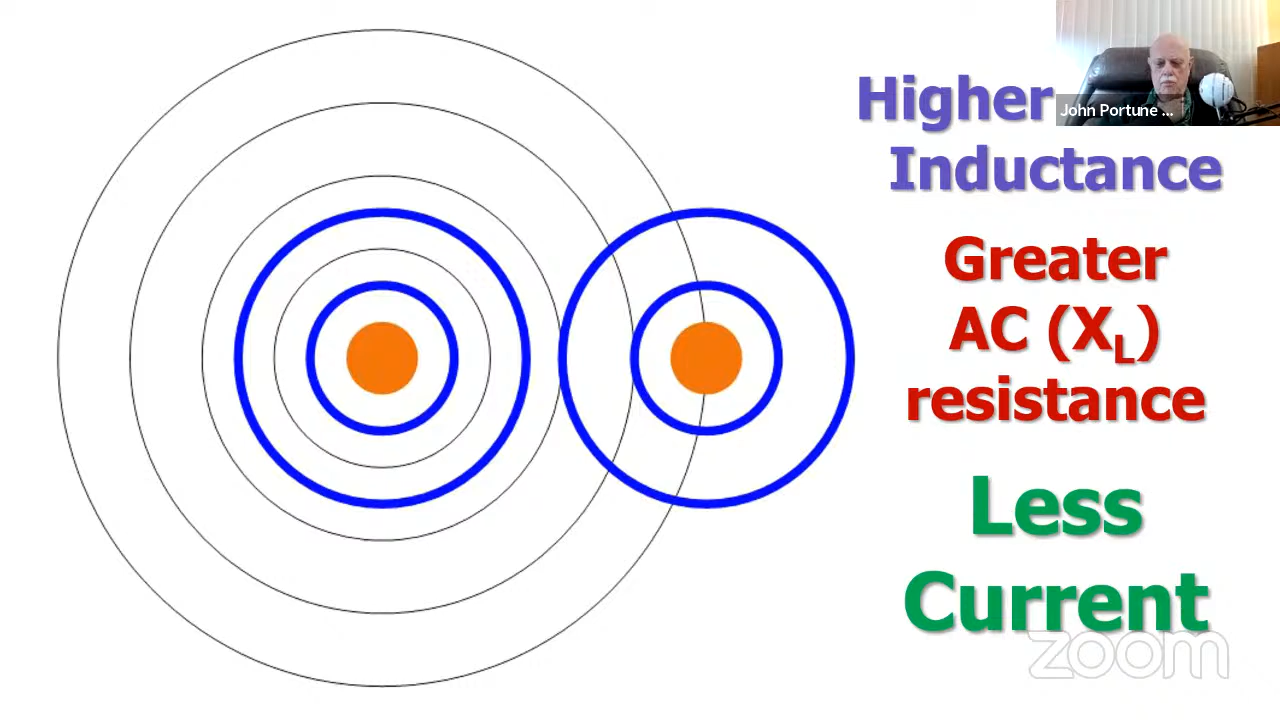 Higher
John Portune ...
Inductance
Greater
AC (XL)
resistance
Less
Current
zoom